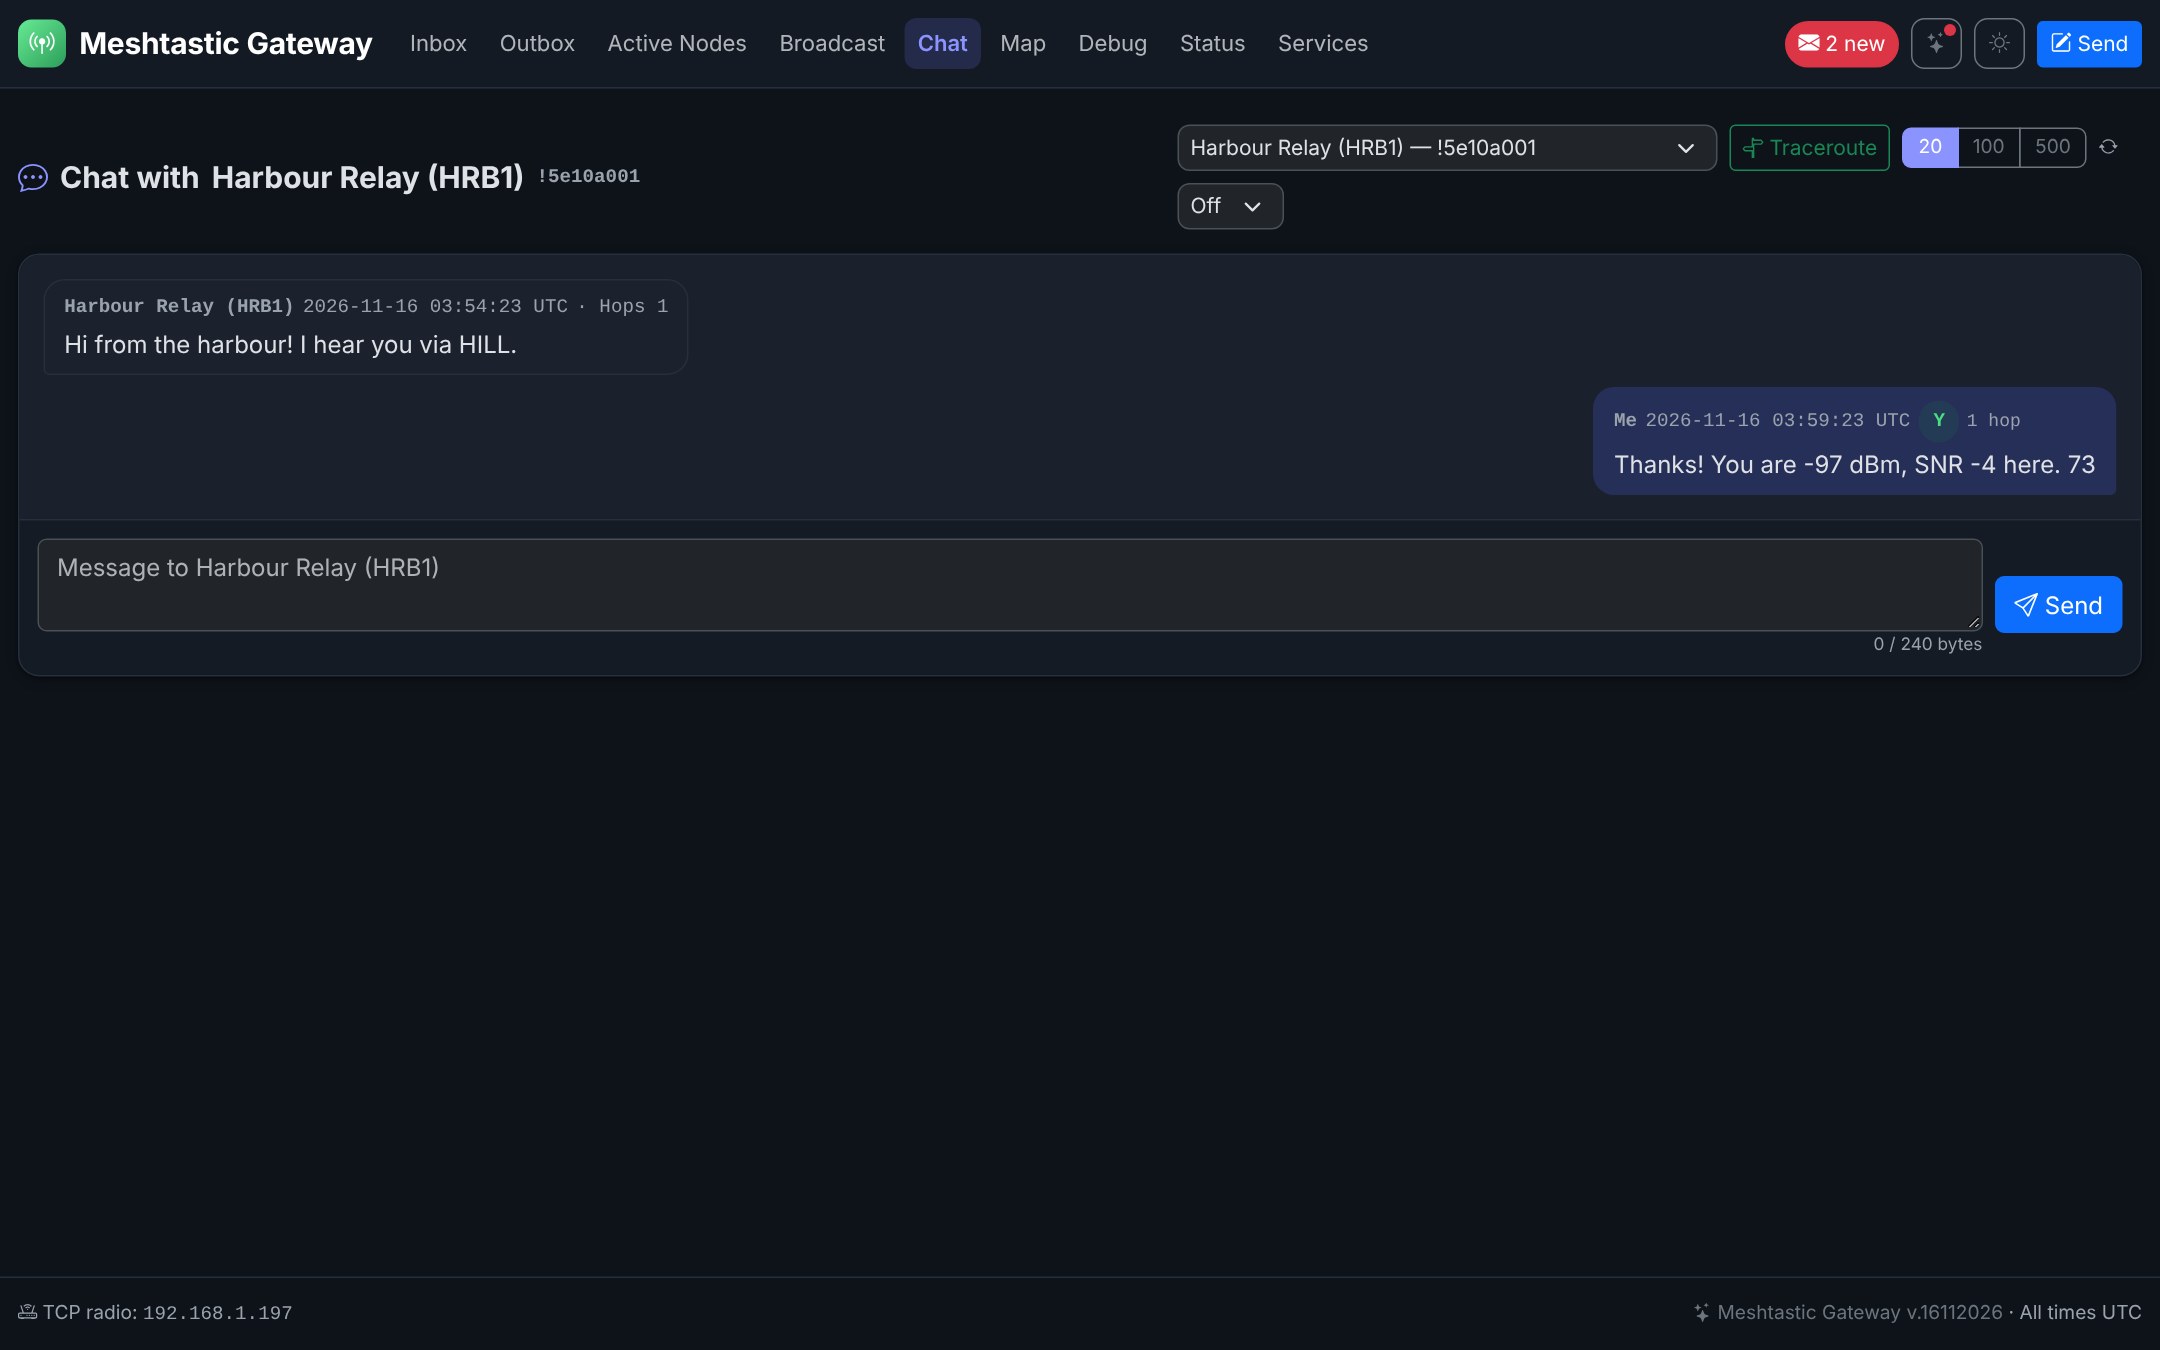 Meshtastic Gateway Inbox Outbox Active Nodes Broadcast Chat Map Debug Status Services 2 new Send
Chat with Harbour Relay (HRB1) !5e10a001
Harbour Relay (HRB1) — !5e10a001 Traceroute 20 100 500
Off
Harbour Relay (HRB1) 2026-11-16 03:54:23 UTC · Hops 1
Hi from the harbour! I hear you via HILL.
Me 2026-11-16 03:59:23 UTC Y 1 hop
Thanks! You are -97 dBm, SNR -4 here. 73
Message to Harbour Relay (HRB1)
Send
0 / 240 bytes
TCP radio: 192.168.1.197 Meshtastic Gateway v.16112026 · All times UTC